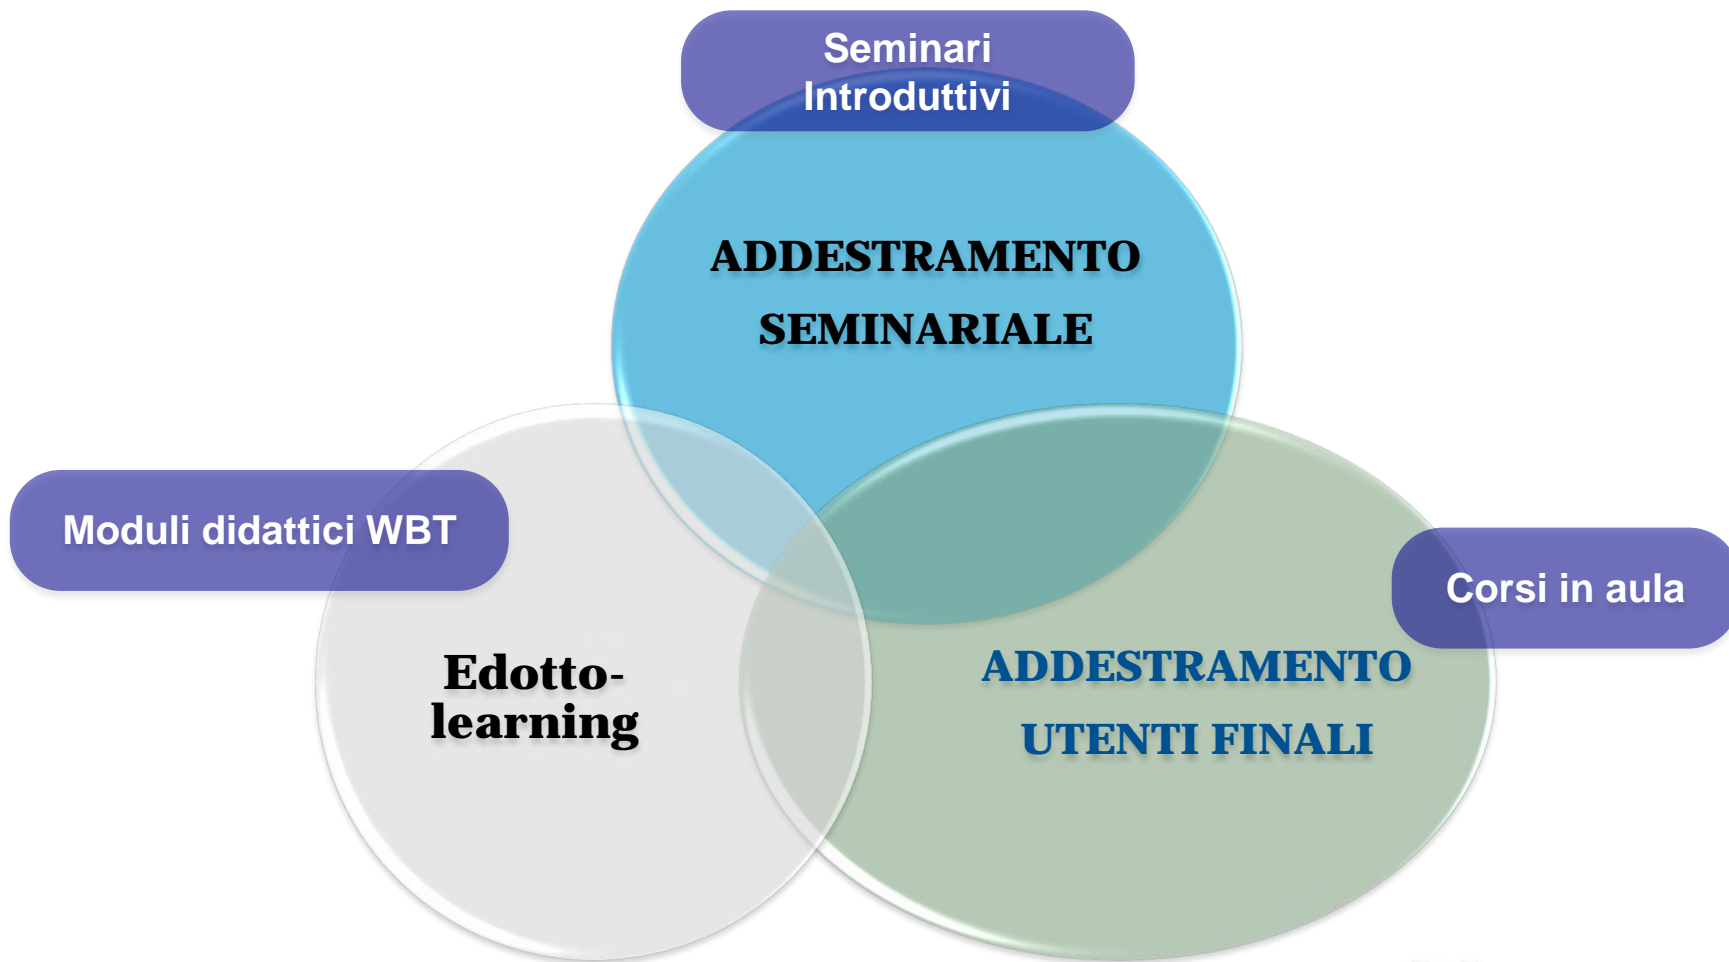 Seminari
Introduttivi
ADDESTRAMENTO
SEMINARIALE
Moduli didattici WBT
Corsi in aula
Edotto-
learning
ADDESTRAMENTO
UTENTI FINALI